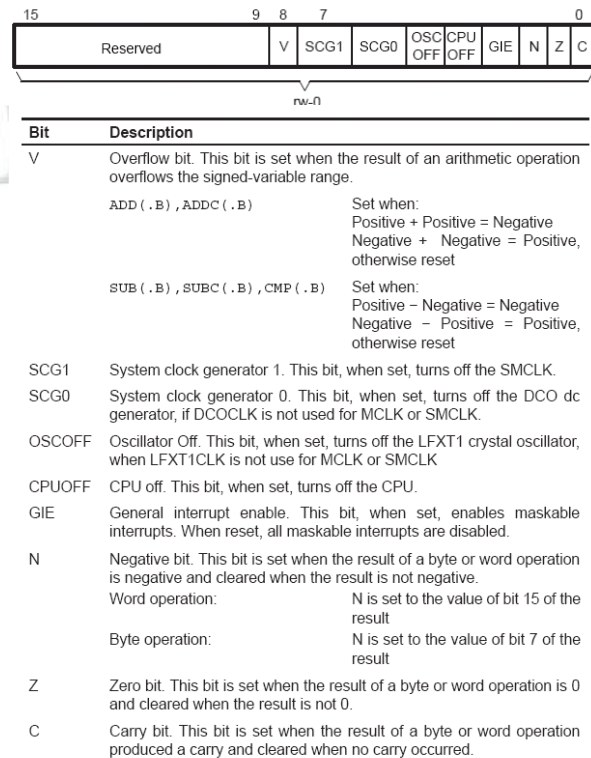 15 9 8 7 0
Reserved V SCG1 SCG0 OSC OFF CPU OFF GIE N Z C
rw-0
Bit Description
V Overflow bit. This bit is set when the result of an arithmetic operation
overflows the signed-variable range.
ADD(.B),ADDC(.B) Set when:
Positive + Positive = Negative
Negative + Negative = Positive,
otherwise reset
SUB(.B),SUBC(.B),CMP(.B) Set when:
Positive − Negative = Negative
Negative − Positive = Positive,
otherwise reset
SCG1 System clock generator 1. This bit, when set, turns off the SMCLK.
SCG0 System clock generator 0. This bit, when set, turns off the DCO dc
generator, if DCOCLK is not used for MCLK or SMCLK.
OSCOFF Oscillator Off. This bit, when set, turns off the LFXT1 crystal oscillator,
when LFXT1CLK is not use for MCLK or SMCLK
CPUOFF CPU off. This bit, when set, turns off the CPU.
GIE General interrupt enable. This bit, when set, enables maskable
interrupts. When reset, all maskable interrupts are disabled.
N Negative bit. This bit is set when the result of a byte or word operation
is negative and cleared when the result is not negative.
Word operation: N is set to the value of bit 15 of the
result
Byte operation: N is set to the value of bit 7 of the
result
Z Zero bit. This bit is set when the result of a byte or word operation is 0
and cleared when the result is not 0.
C Carry bit. This bit is set when the result of a byte or word operation
produced a carry and cleared when no carry occurred.